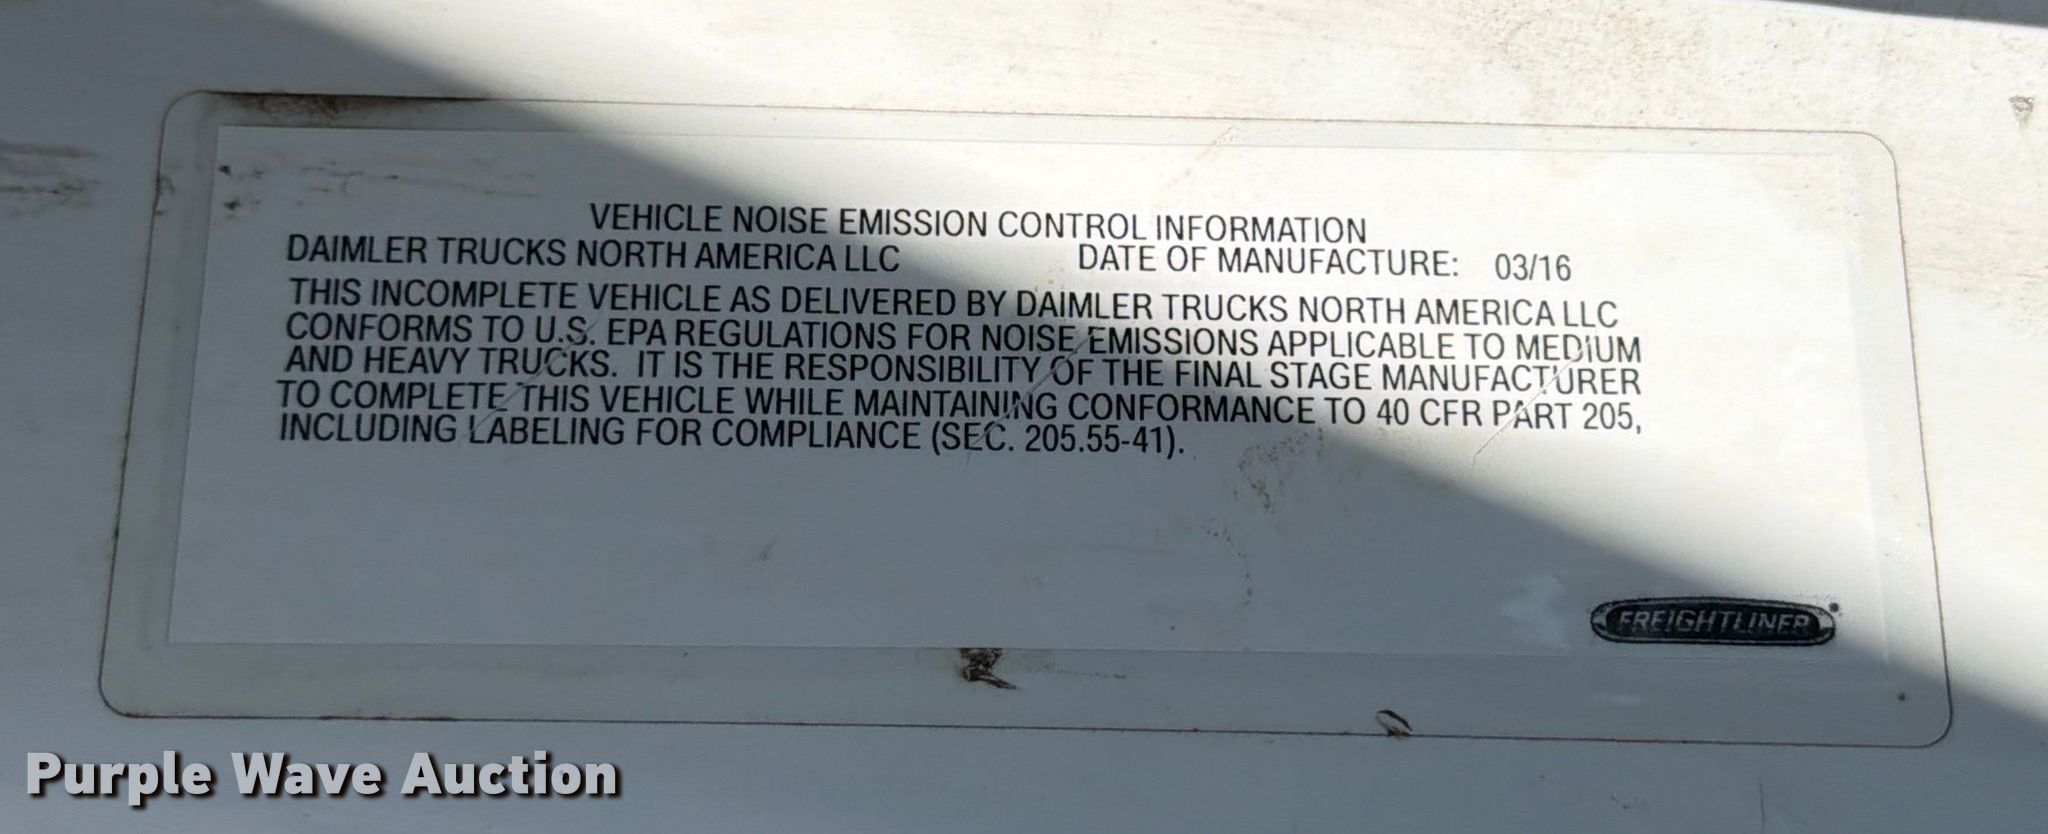 VEHICLE NOISE EMISSION CONTROL INFORMATION
DAIMLER TRUCKS NORTH AMERICA LLC DATE OF MANUFACTURE: 03/16
THIS INCOMPLETE VEHICLE AS DELIVERED BY DAIMLER TRUCKS NORTH AMERICA LLC
CONFORMS TO U.S. EPA REGULATIONS FOR NOISE EMISSIONS APPLICABLE TO MEDIUM
AND HEAVY TRUCKS. IT IS THE RESPONSIBILITY OF THE FINAL STAGE MANUFACTURER
TO COMPLETE THIS VEHICLE WHILE MAINTAINING CONFORMANCE TO 40 CFR PART 205,
INCLUDING LABELING FOR COMPLIANCE (SEC. 205.55-41).
FREIGHTLINER
Purple Wave Auction